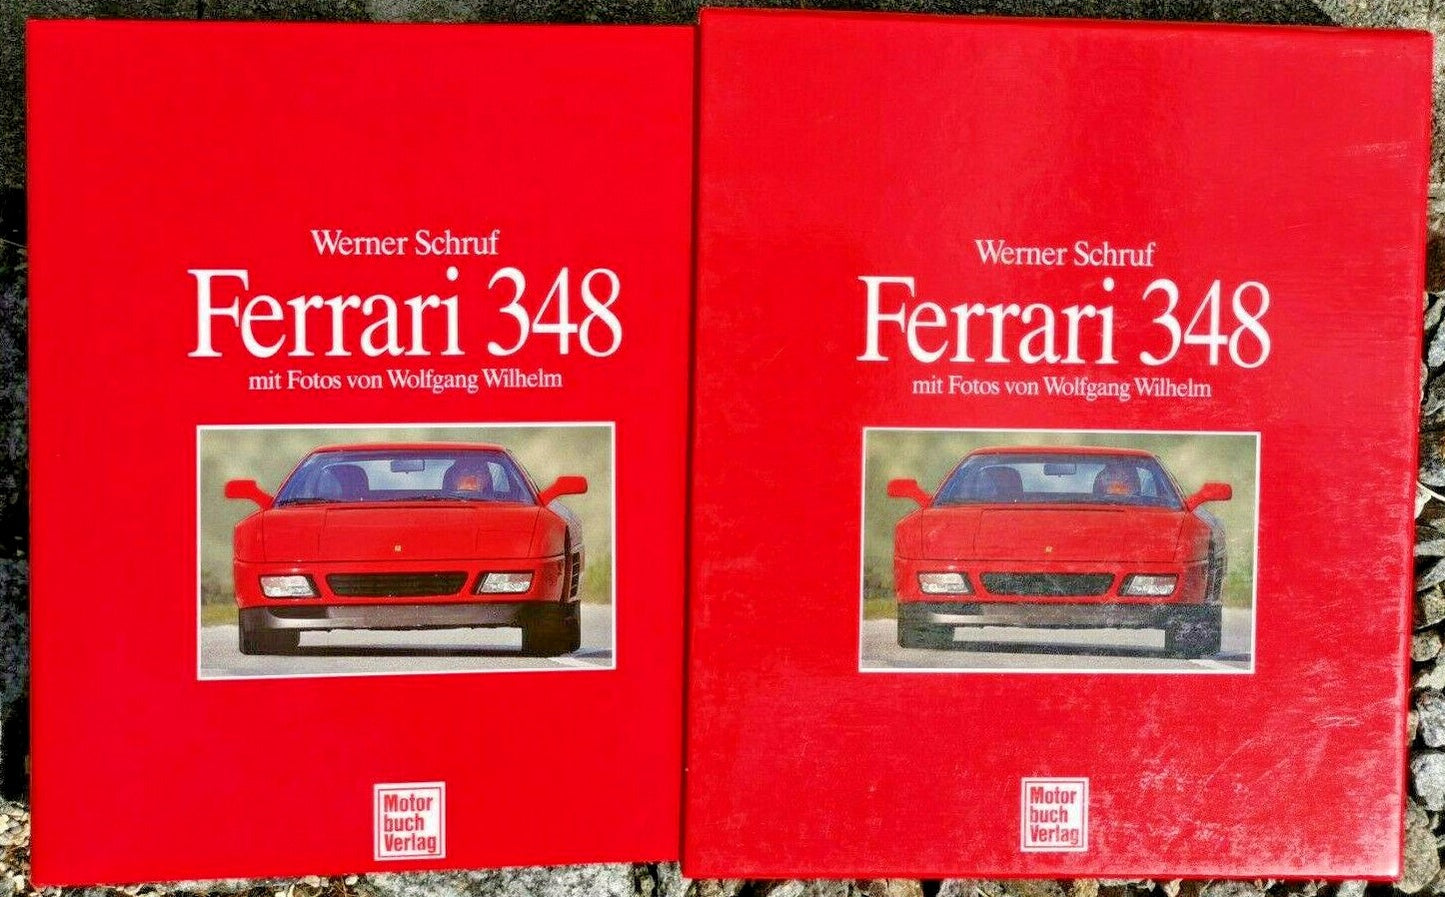 Werner Schruf
Ferrari 348
mit Fotos von Wolfgang Wilhelm
Motor
buch
Verlag
Werner Schruf
Ferrari 348
mit Fotos von Wolfgang Wilhelm
Motor
buch
Verlag